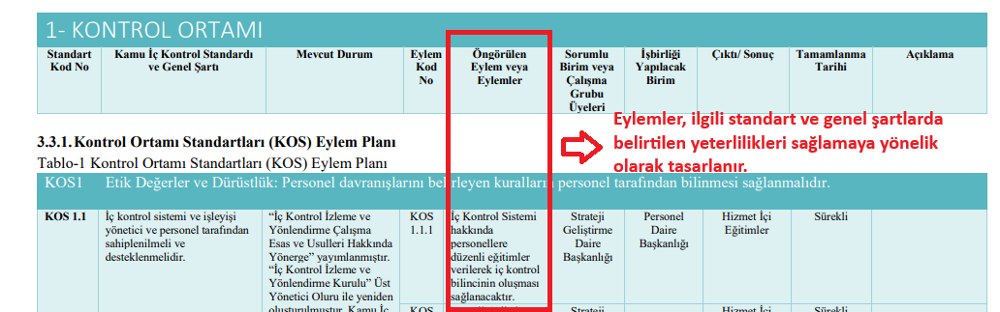 1- KONTROL ORTAMI
Standart Kod No
Kamu İç Kontrol Standardı ve Genel Şartı
Mevcut Durum
Eylem Kod No
Öngörülen Eylem veya Eylemler
Sorumlu Birim veya Çalışma Grubu Üyeleri
İşbirliği Yapılacak Birim
Çıktı/ Sonuç
Tamamlanma Tarihi
Açıklama
Eylemler, ilgili standart ve genel şartlarda
belirtilen yeterlilikleri sağlamaya yönelik
olarak tasarlanır.
3.3.1. Kontrol Ortamı Standartları (KOS) Eylem Planı
Tablo-1 Kontrol Ortamı Standartları (KOS) Eylem Planı
KOS1 Etik Değerler ve Dürüstlük: Personel davranışlarını belirleyen kuralların personel tarafından bilinmesi sağlanmalıdır.
KOS 1.1
İç kontrol sistemi ve işleyişi
yönetici ve personel tarafından
sahiplenilmeli ve
desteklenmelidir.
“İç Kontrol İzleme ve
Yönlendirme Çalışma
Esas ve Usulleri Hakkında
Yönerge” yayımlanmıştır.
“İç Kontrol İzleme ve
Yönlendirme Kurulu” Üst
Yönetici Oluru ile yeniden
oluşturulmuştur. Kamu İç
KOS
1.1.1
İç Kontrol Sistemi
hakkında
personellere
düzenli eğitimler
verilerek iç kontrol
bilincinin oluşması
sağlanacaktır.
Strateji
Geliştirme
Daire
Başkanlığı
Personel
Daire
Başkanlığı
Hizmet İçi
Eğitimler
Sürekli
KOS
Strateji
Hizmet İçi
Sürekli